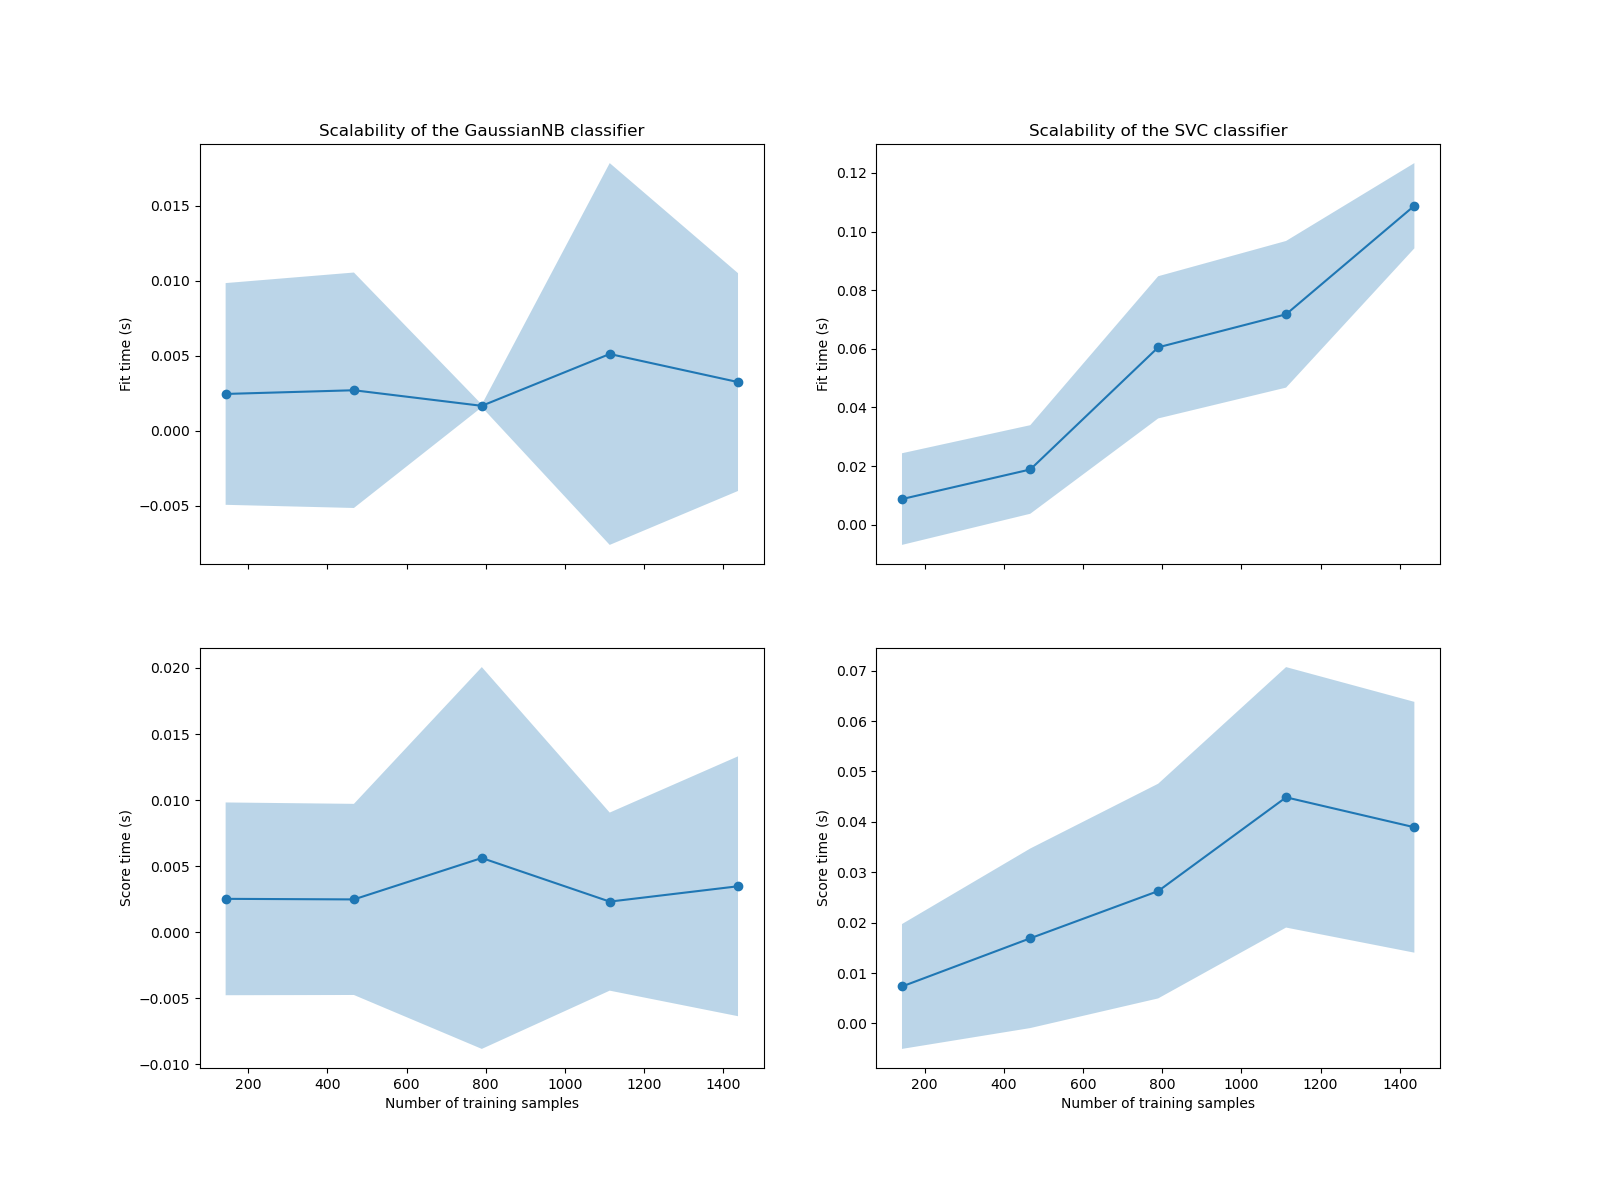 Scalability of the GaussianNB classifier
Fit time (s)
0.015
0.010
0.005
0.000
−0.005
Scalability of the SVC classifier
Fit time (s)
0.12
0.10
0.08
0.06
0.04
0.02
0.00
Score time (s)
0.020
0.015
0.010
0.005
0.000
−0.005
−0.010
200 400 600 800 1000 1200 1400
Number of training samples
Score time (s)
0.07
0.06
0.05
0.04
0.03
0.02
0.01
0.00
200 400 600 800 1000 1200 1400
Number of training samples